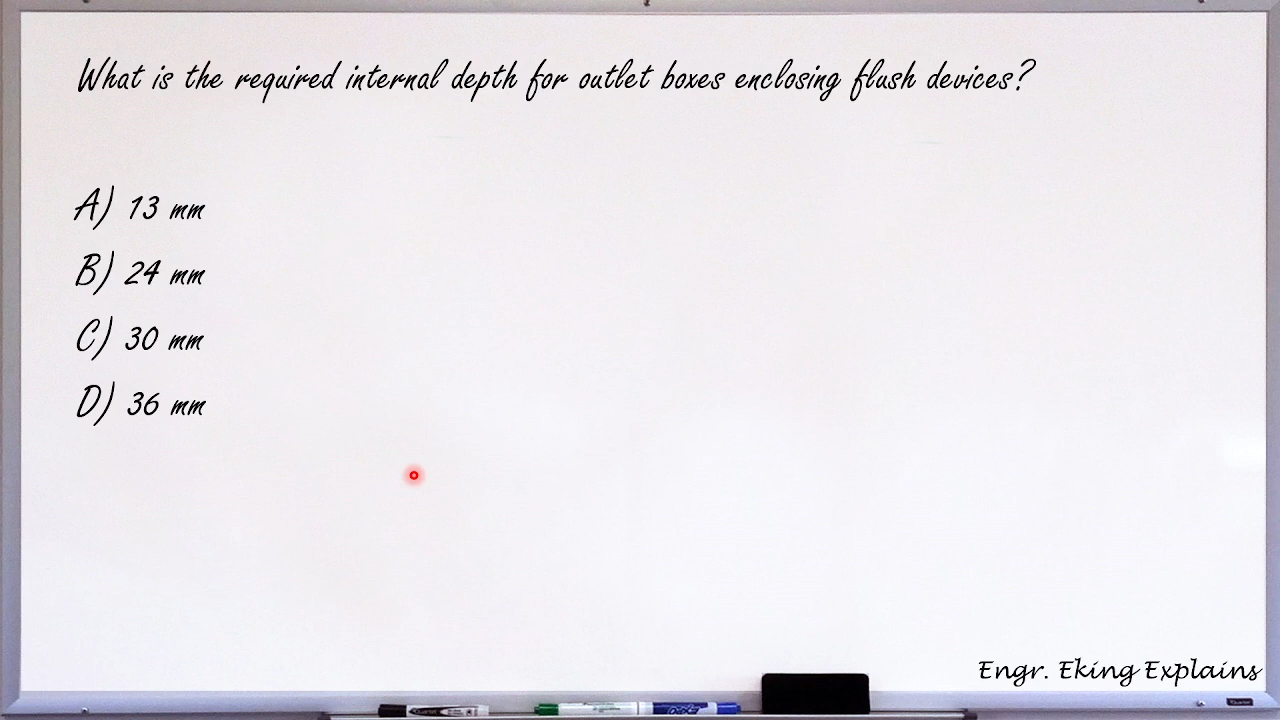 What is the required internal depth for outlet boxes enclosing flush devices?
A) 13 mm
B) 24 mm
C) 30 mm
D) 36 mm
Engr. Eking Explains